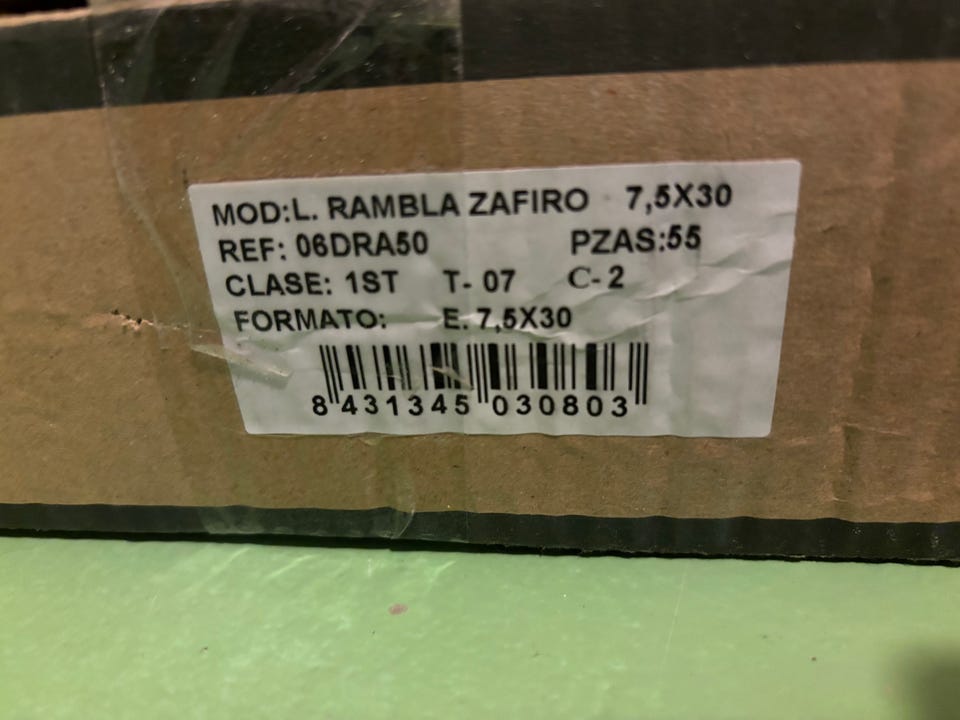 MOD:L. RAMBLA ZAFIRO 7,5X30
REF: 06DRA50 PZAS:55
CLASE: 1ST T- 07 C- 2
FORMATO: E. 7,5X30
8 431345 030803